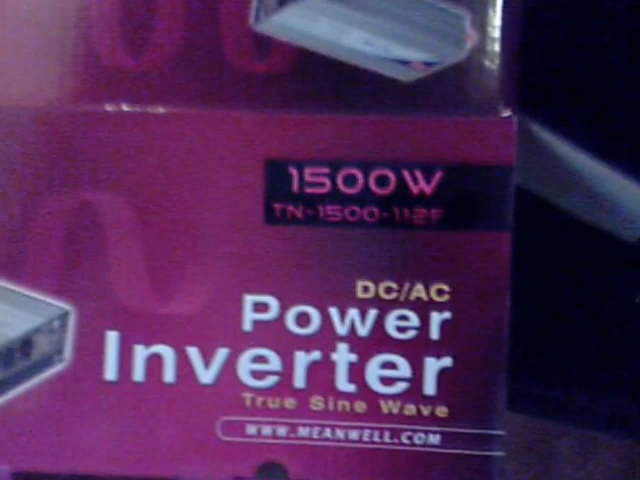 1500W
TN-1500-112F
DC/AC
Power
Inverter
True Sine Wave
WWW.MEANWELL.COM